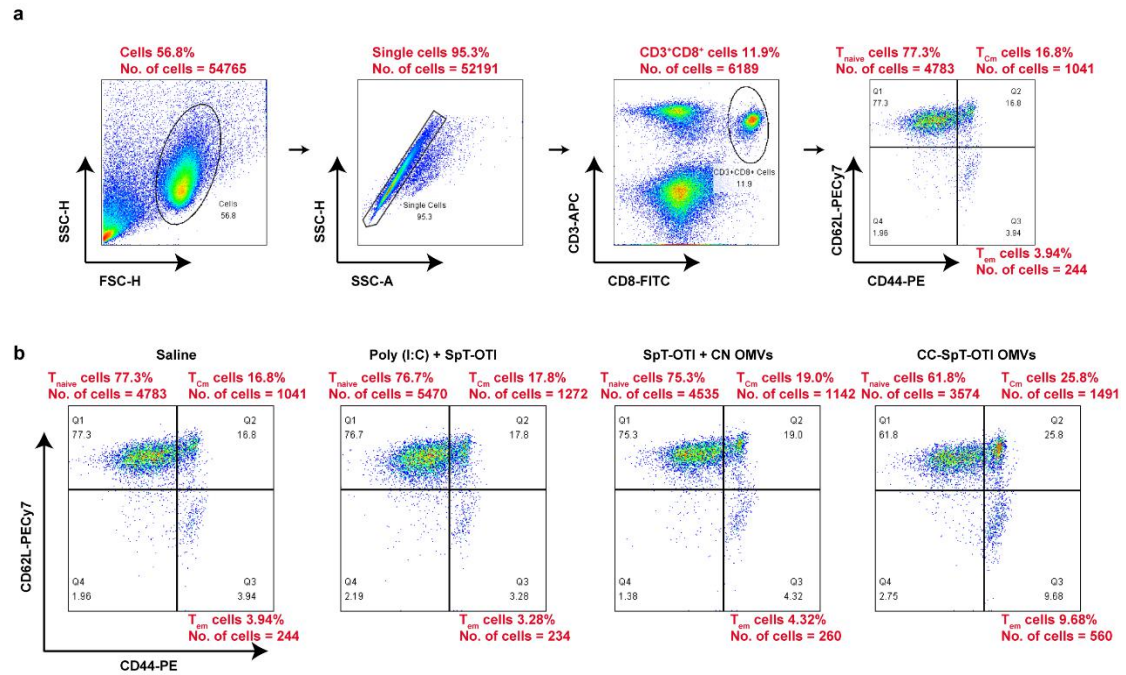 a
Cells 56.8%
No. of cells = 54765
Single cells 95.3%
No. of cells = 52191
CD3⁺CD8⁺ cells 11.9%
No. of cells = 6189
Tnaive cells 77.3%
No. of cells = 4783
TCm cells 16.8%
No. of cells = 1041
SSC-H
Cells
56.8
FSC-H
SSC-H
Single Cells
95.3
SSC-A
CD3-APC
CD3+CD8+ Cells
11.9
CD8-FITC
CD62L-PECy7
Q1
77.3
Q2
16.8
Q4
1.96
Q3
3.94
Tem cells 3.94%
No. of cells = 244
CD44-PE
b
Saline
Tnaive cells 77.3%
No. of cells = 4783
TCm cells 16.8%
No. of cells = 1041
CD62L-PECy7
Q1
77.3
Q2
16.8
Q4
1.96
Q3
3.94
Tem cells 3.94%
No. of cells = 244
CD44-PE
Poly (I:C) + SpT-OTI
Tnaive cells 76.7%
No. of cells = 5470
TCm cells 17.8%
No. of cells = 1272
Q1
76.7
Q2
17.8
Q4
2.19
Q3
3.28
Tem cells 3.28%
No. of cells = 234
SpT-OTI + CN OMVs
Tnaive cells 75.3%
No. of cells = 4535
TCm cells 19.0%
No. of cells = 1142
Q1
75.3
Q2
19.0
Q4
1.38
Q3
4.32
Tem cells 4.32%
No. of cells = 260
CC-SpT-OTI OMVs
Tnaive cells 61.8%
No. of cells = 3574
TCm cells 25.8%
No. of cells = 1491
Q1
61.8
Q2
25.8
Q4
2.75
Q3
9.68
Tem cells 9.68%
No. of cells = 560